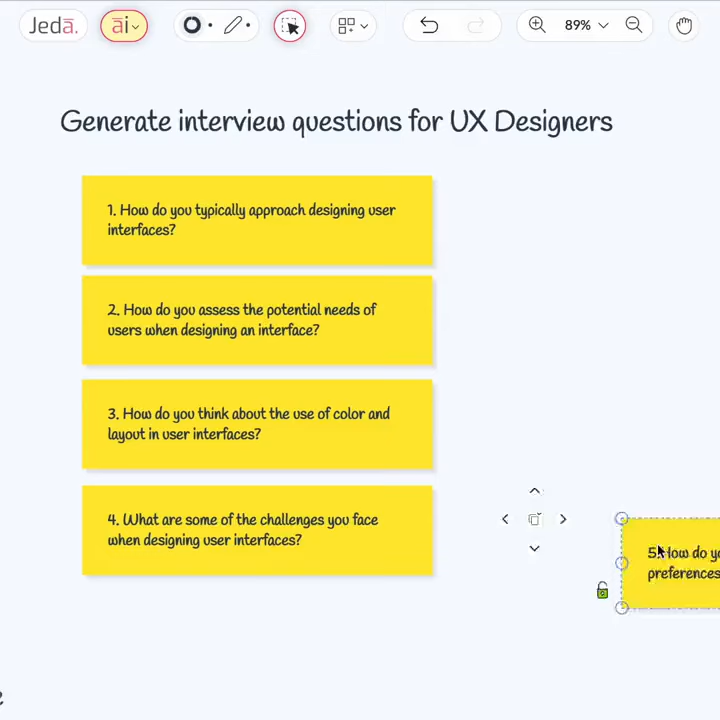 Jedā.
āi
89%
Generate interview questions for UX Designers
1. How do you typically approach designing user
interfaces?
2. How do you assess the potential needs of
users when designing an interface?
3. How do you think about the use of color and
layout in user interfaces?
4. What are some of the challenges you face
when designing user interfaces?
5. How do
preferences